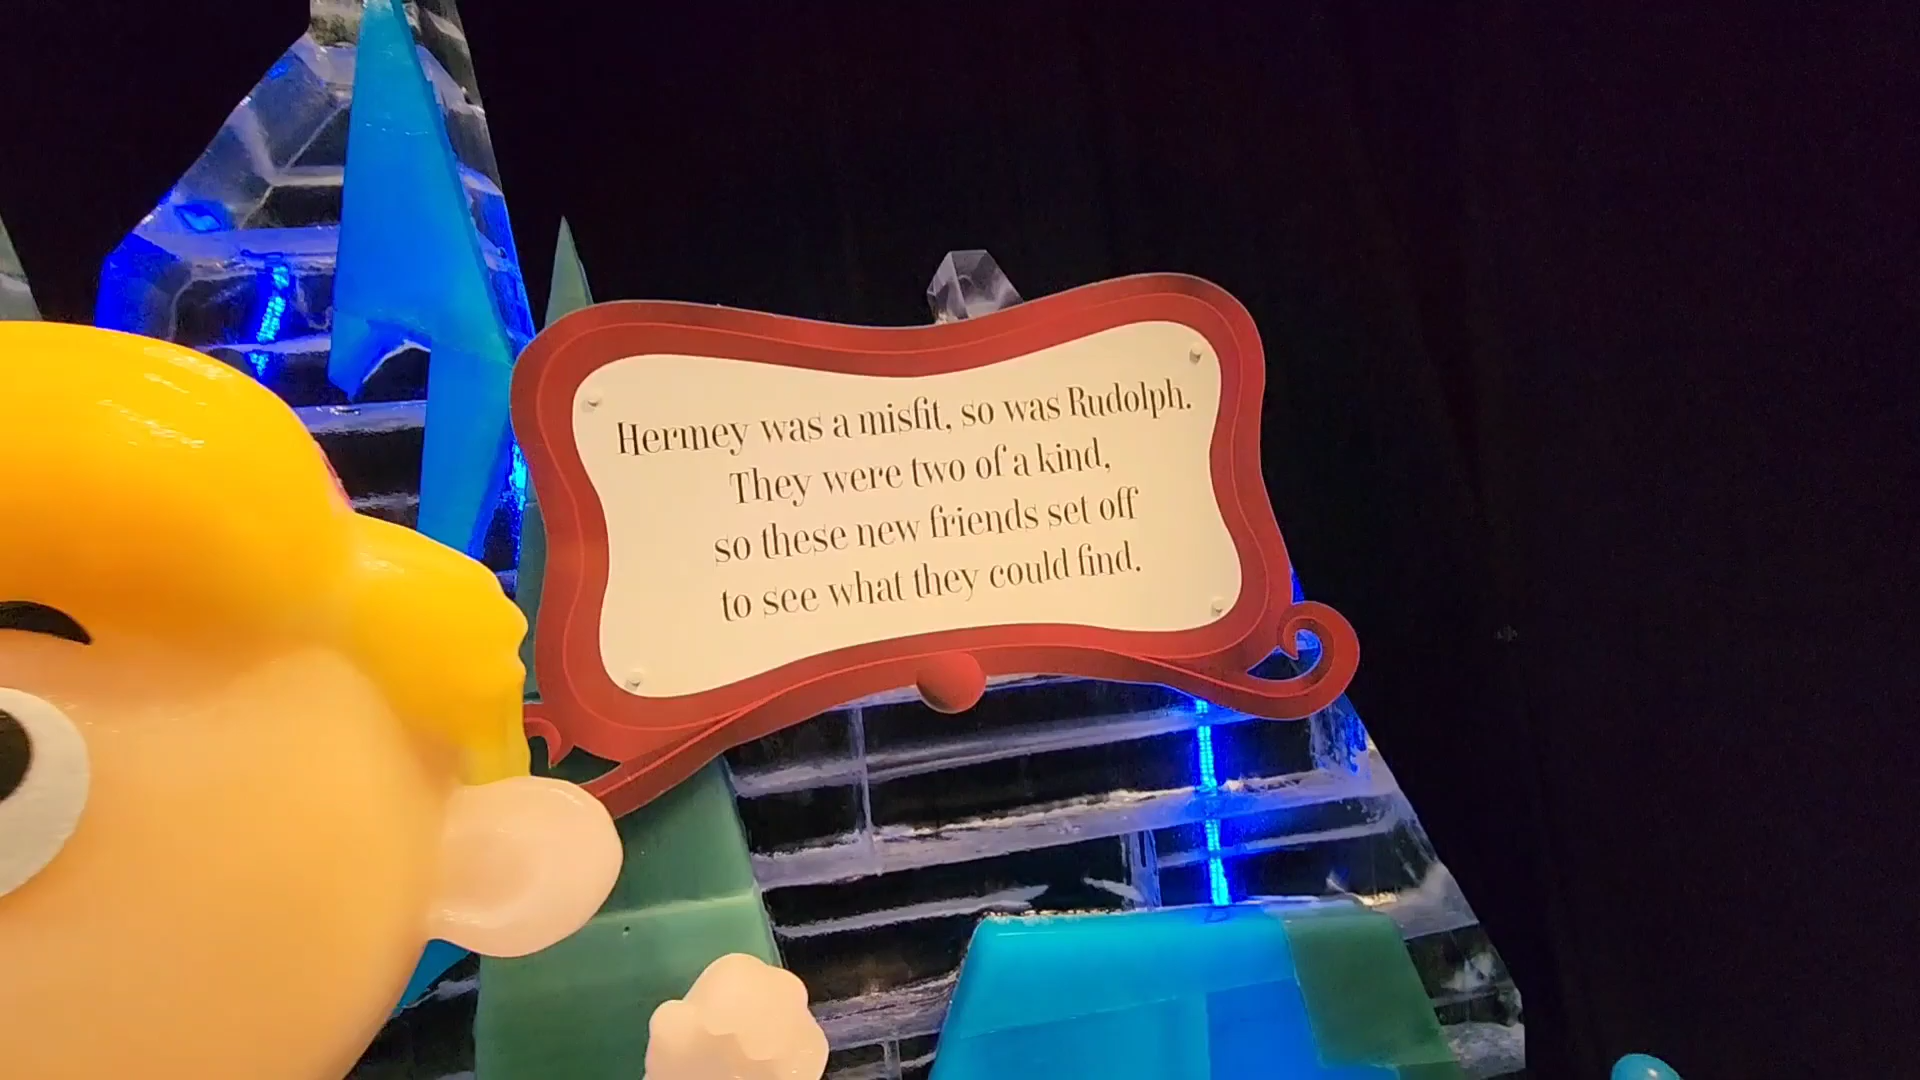 Hermey was a misfit, so was Rudolph.
They were two of a kind,
so these new friends set off
to see what they could find.